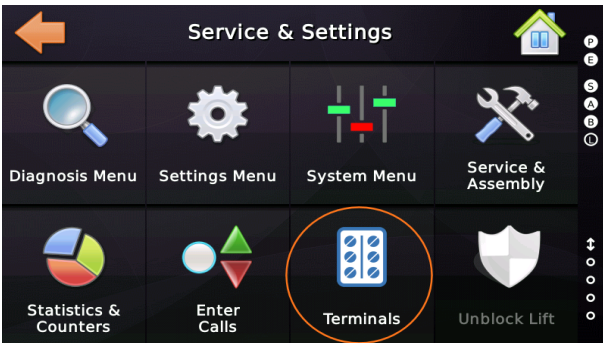 Service & Settings
P
E
S
A
B
L
Diagnosis Menu
Settings Menu
System Menu
Service &
Assembly
Statistics &
Counters
Enter
Calls
Terminals
Unblock Lift